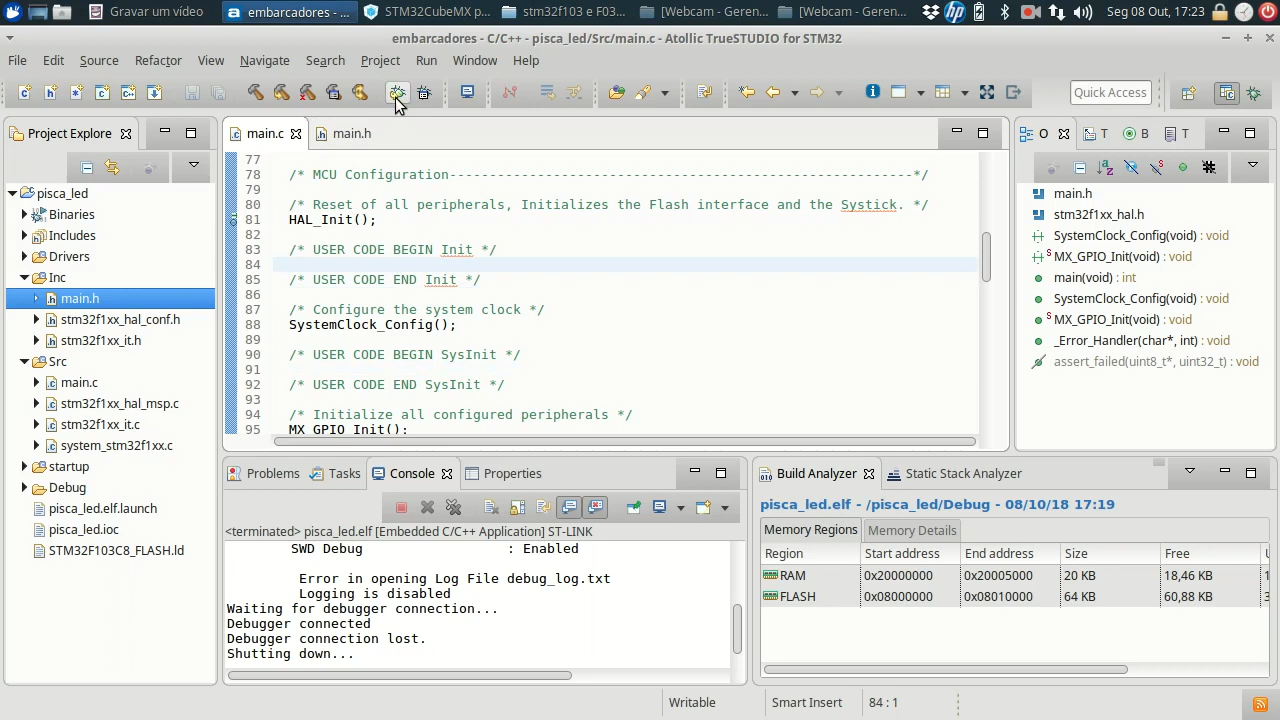 Gravar um vídeo
embarcadores - ...
STM32CubeMX p...
stm32f103 e F03...
[Webcam - Geren...
[Webcam - Geren...
Seg 08 Out, 17:23
embarcadores - C/C++ - pisca_led/Src/main.c - Atollic TrueSTUDIO for STM32
File Edit Source Refactor View Navigate Search Project Run Window Help
Quick Access
Project Explore
pisca_led
Binaries
Includes
Drivers
Inc
main.h
stm32f1xx_hal_conf.h
stm32f1xx_it.h
Src
main.c
stm32f1xx_hal_msp.c
stm32f1xx_it.c
system_stm32f1xx.c
startup
Debug
pisca_led.elf.launch
pisca_led.ioc
STM32F103C8_FLASH.ld
main.c main.h
77
78 /* MCU Configuration----------------------------------------------------------*/
79
80 /* Reset of all peripherals, Initializes the Flash interface and the Systick. */
81 HAL_Init();
82
83 /* USER CODE BEGIN Init */
84
85 /* USER CODE END Init */
86
87 /* Configure the system clock */
88 SystemClock_Config();
89
90 /* USER CODE BEGIN SysInit */
91
92 /* USER CODE END SysInit */
93
94 /* Initialize all configured peripherals */
95 MX_GPIO_Init();
O T B T
main.h
stm32f1xx_hal.h
SystemClock_Config(void) : void
MX_GPIO_Init(void) : void
main(void) : int
SystemClock_Config(void) : void
MX_GPIO_Init(void) : void
_Error_Handler(char*, int) : void
assert_failed(uint8_t*, uint32_t) : void
Problems Tasks Console Properties
<terminated> pisca_led.elf [Embedded C/C++ Application] ST-LINK
SWD Debug : Enabled
Error in opening Log File debug_log.txt
Logging is disabled
Waiting for debugger connection...
Debugger connected
Debugger connection lost.
Shutting down...
Build Analyzer Static Stack Analyzer
pisca_led.elf - /pisca_led/Debug - 08/10/18 17:19
Memory Regions Memory Details
Region Start address End address Size Free
RAM 0x20000000 0x20005000 20 KB 18,46 KB
FLASH 0x08000000 0x08010000 64 KB 60,88 KB
Writable Smart Insert 84 : 1